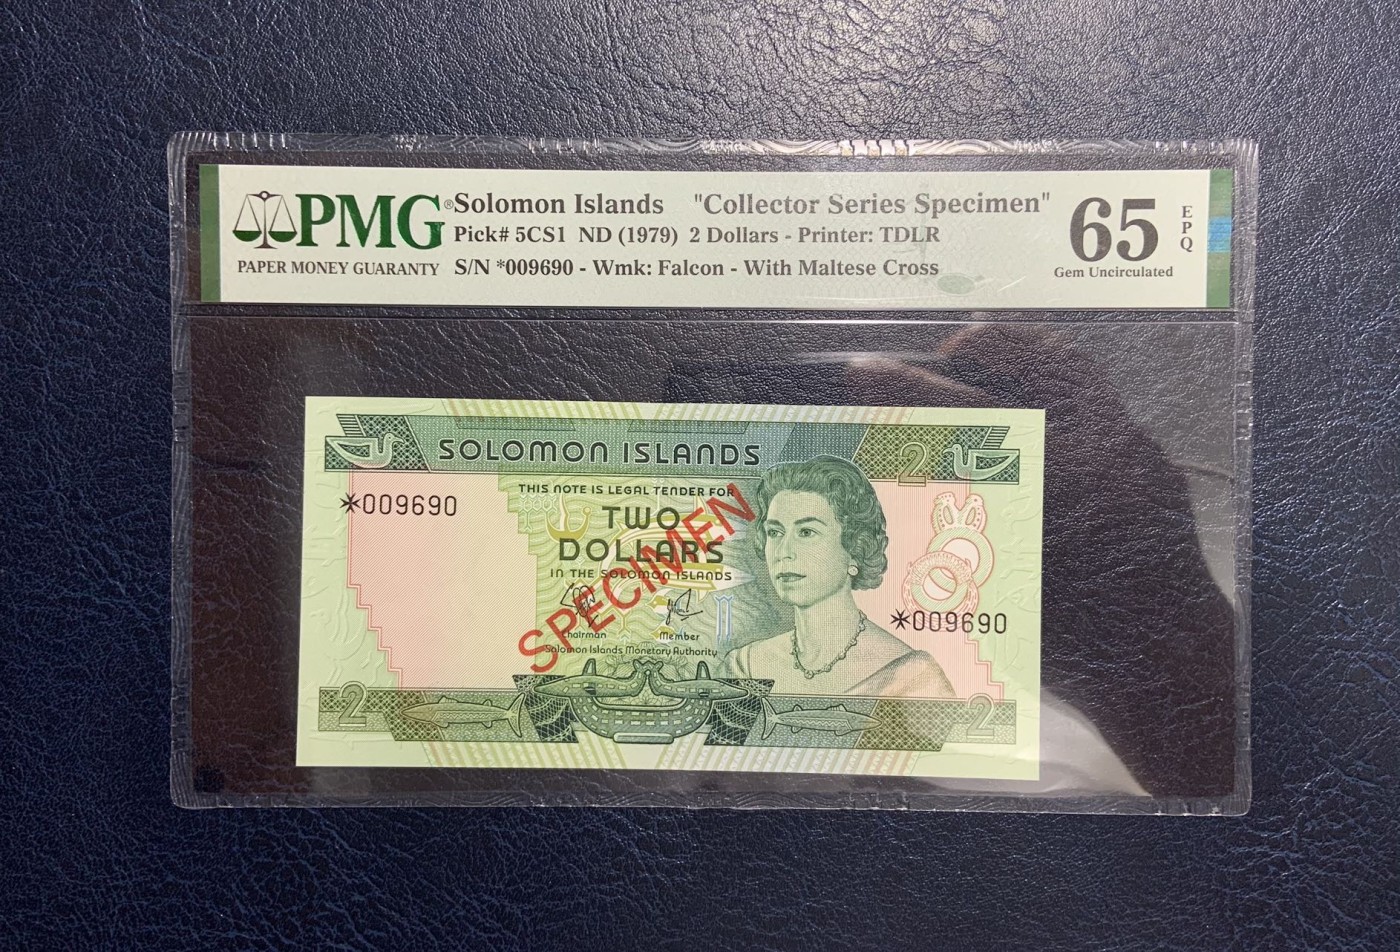 PMG® Solomon Islands "Collector Series Specimen"
Pick# 5CS1 ND (1979) 2 Dollars - Printer: TDLR
PAPER MONEY GUARANTY S/N *009690 - Wmk: Falcon - With Maltese Cross
65 EPQ
Gem Uncirculated
SOLOMON ISLANDS 2
*009690
THIS NOTE IS LEGAL TENDER FOR
TWO
DOLLARS
IN THE SOLOMON ISLANDS
SPECIMEN
*009690
Chairman Member
Solomon Islands Monetary Authority
2 2